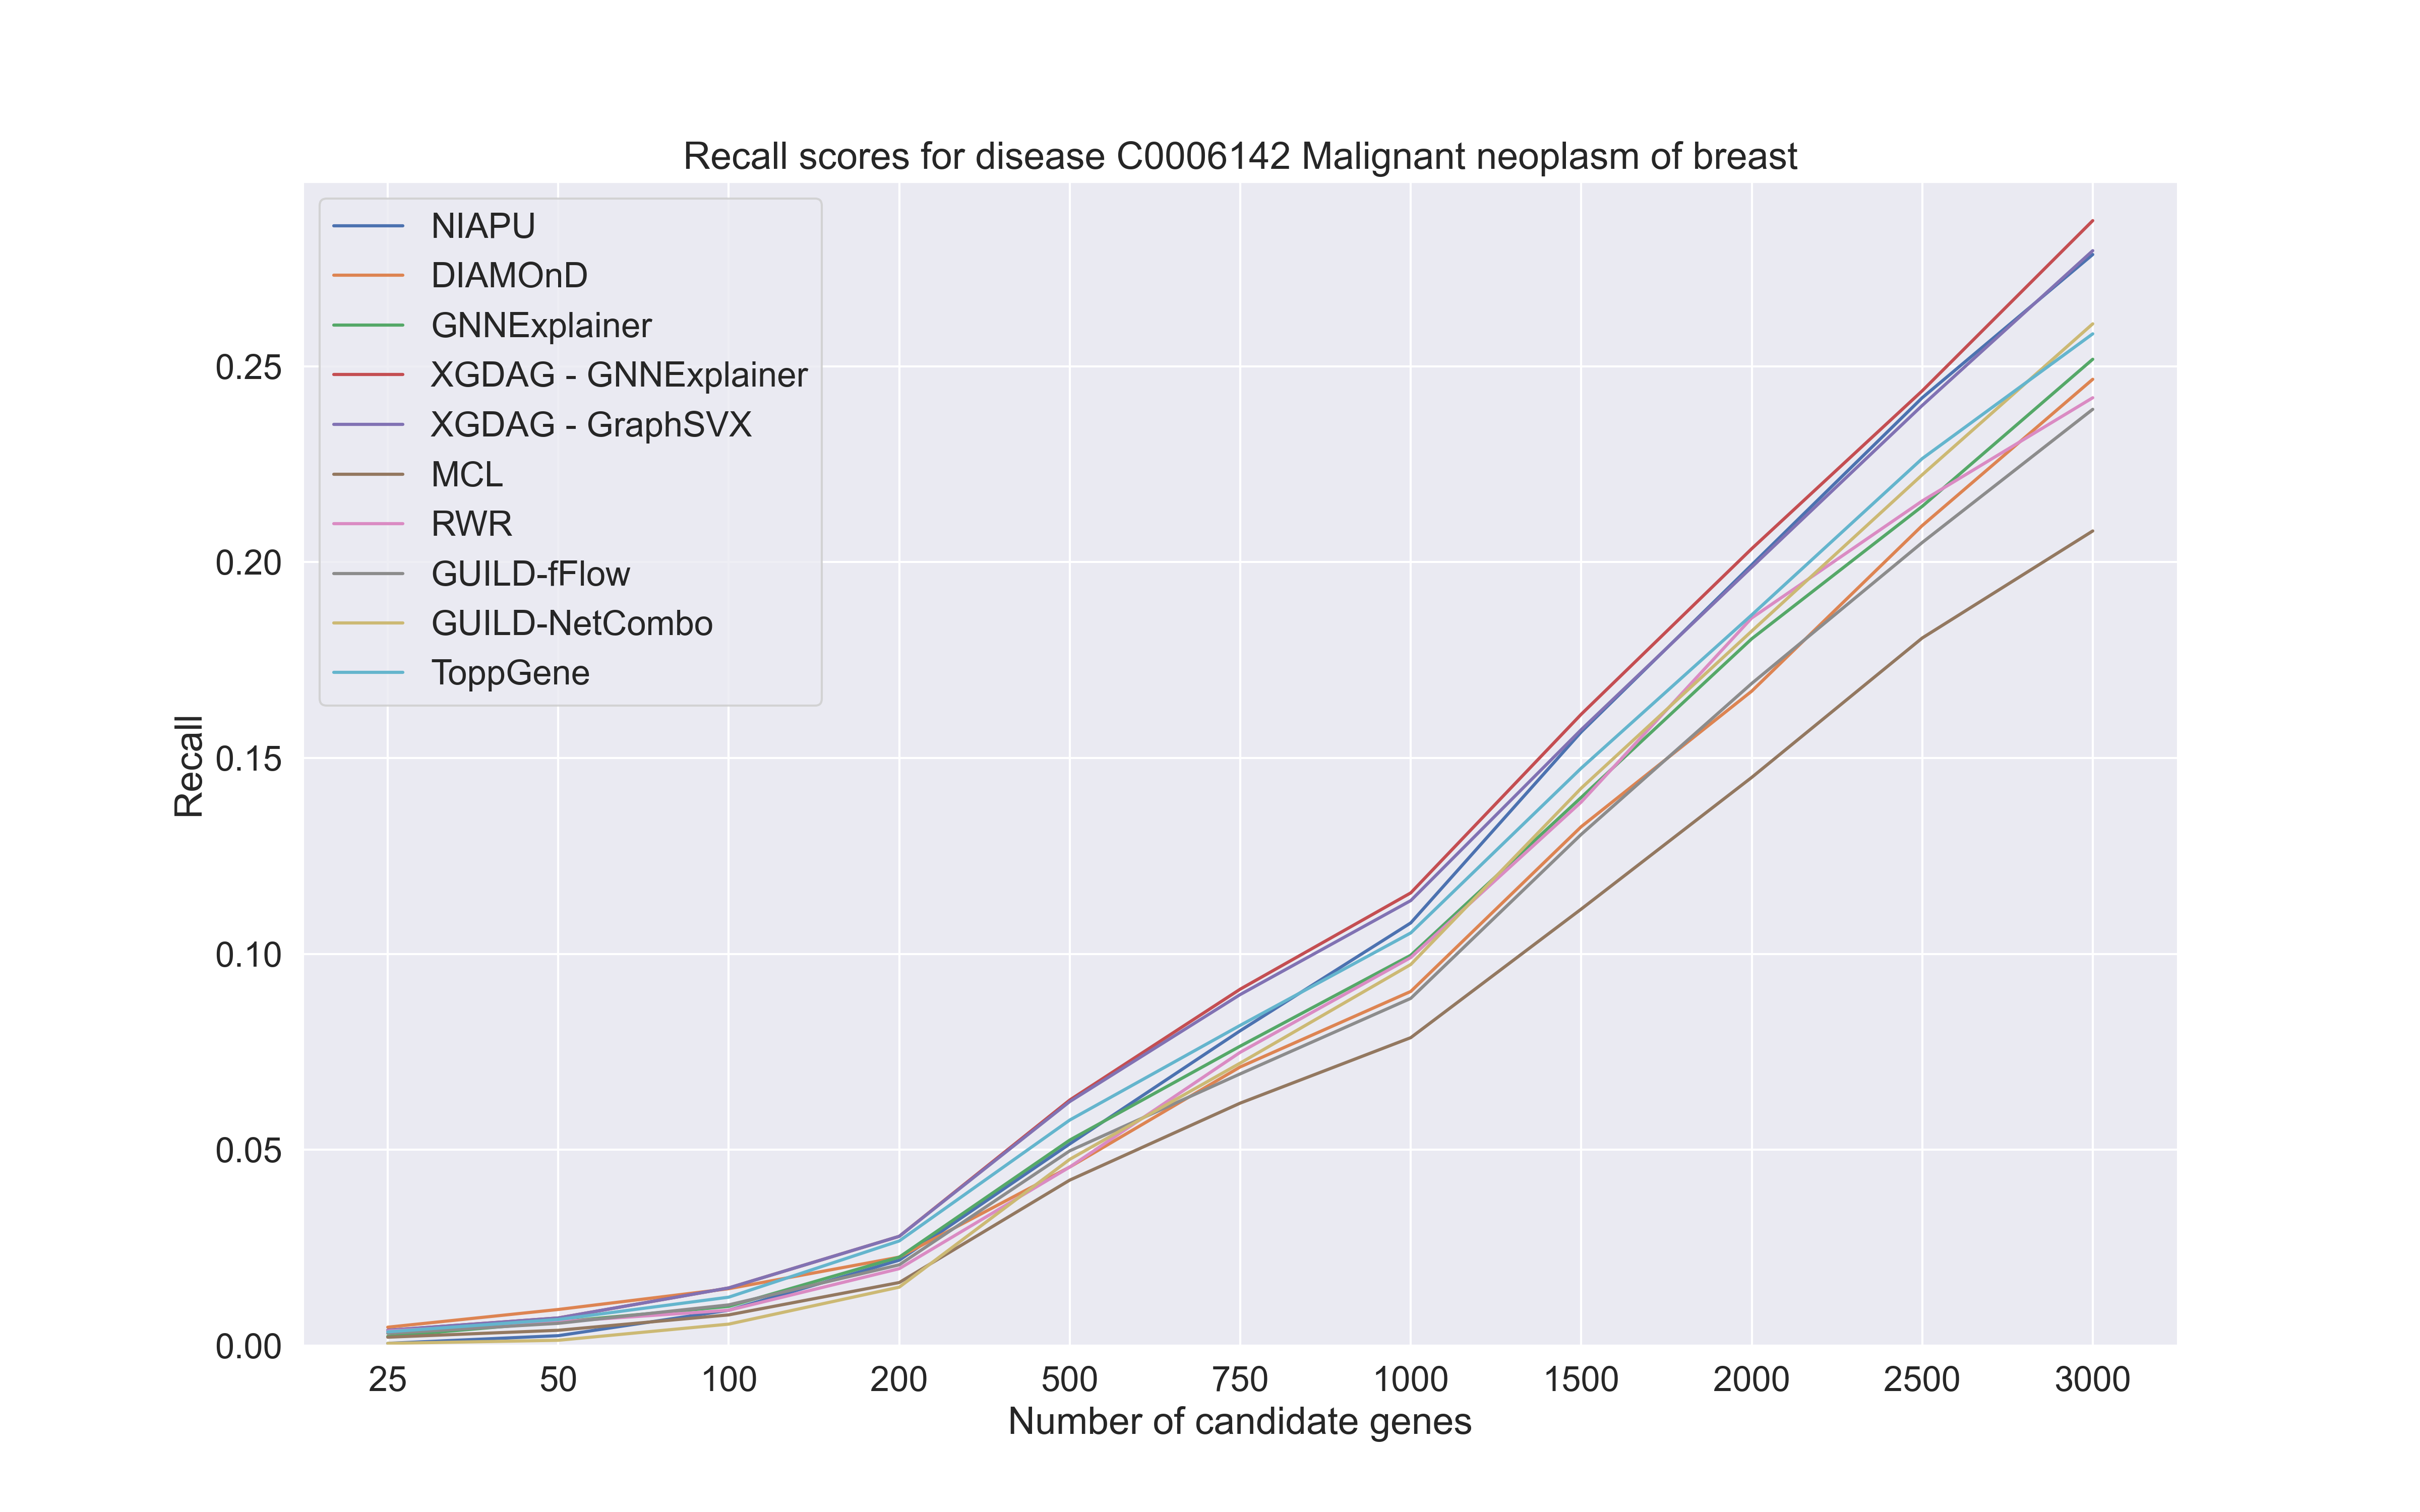 Recall scores for disease C0006142 Malignant neoplasm of breast
NIAPU
DIAMOnD
GNNExplainer
XGDAG - GNNExplainer
XGDAG - GraphSVX
MCL
RWR
GUILD-fFlow
GUILD-NetCombo
ToppGene
Recall
0.25
0.20
0.15
0.10
0.05
0.00
25 50 100 200 500 750 1000 1500 2000 2500 3000
Number of candidate genes